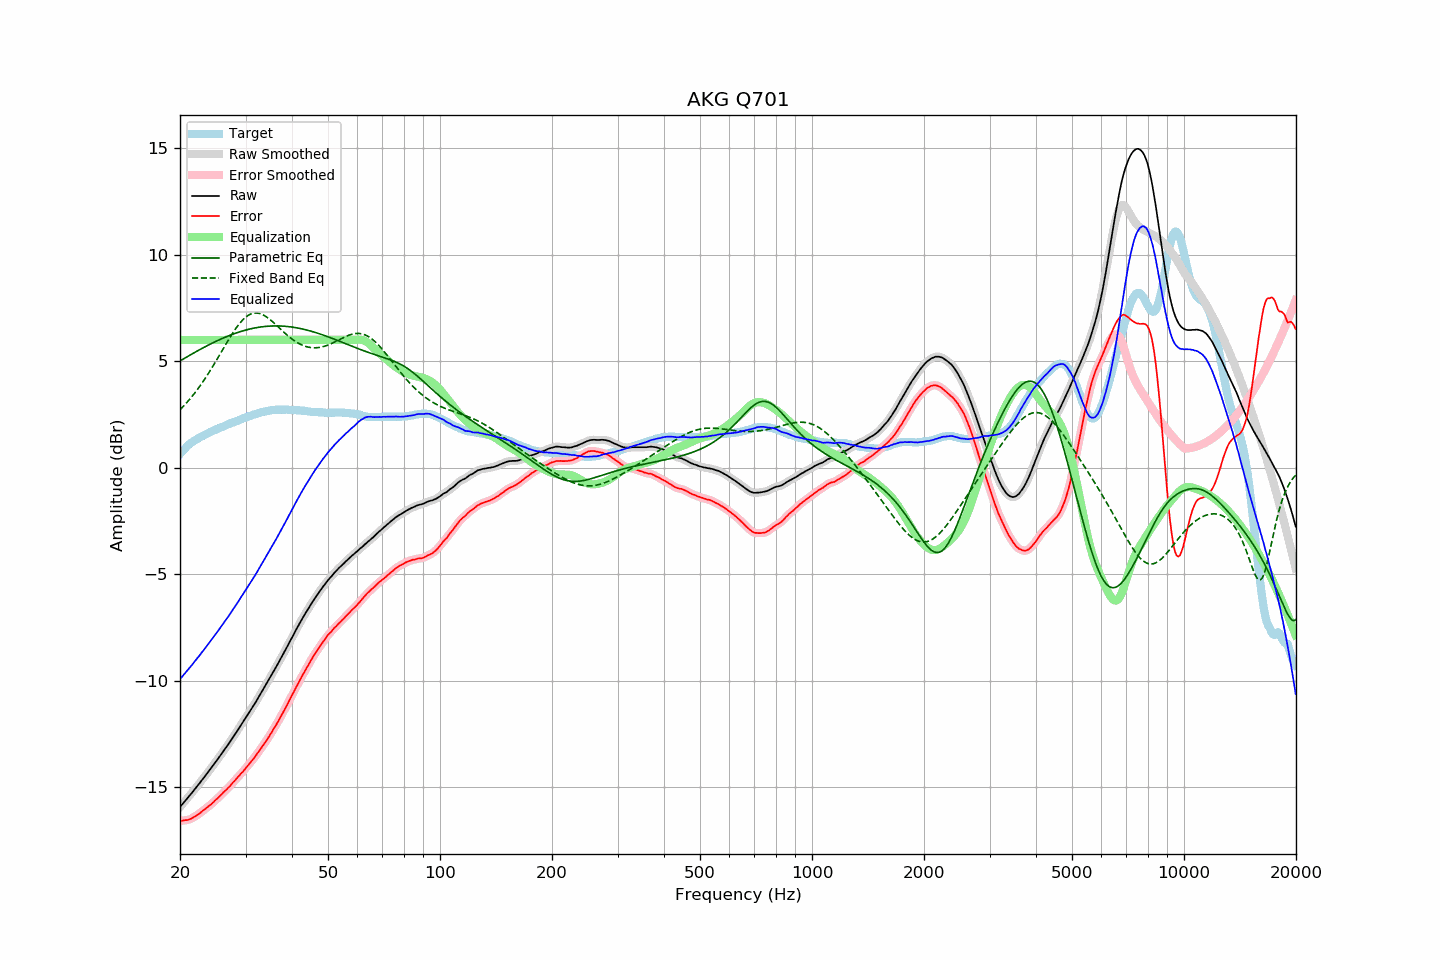 AKG Q701
Target
Raw Smoothed
Error Smoothed
Raw
Error
Equalization
Parametric Eq
Fixed Band Eq
Equalized
15
10
5
0
−5
−10
−15
Amplitude (dBr)
20 50 100 200 500 1000 2000 5000 10000 20000
Frequency (Hz)